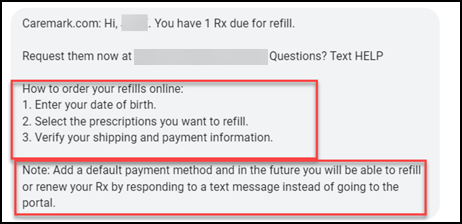 Caremark.com: Hi, . You have 1 Rx due for refill.
Request them now at Questions? Text HELP
How to order your refills online:
1. Enter your date of birth.
2. Select the prescriptions you want to refill.
3. Verify your shipping and payment information.
Note: Add a default payment method and in the future you will be able to refill
or renew your Rx by responding to a text message instead of going to the
portal.